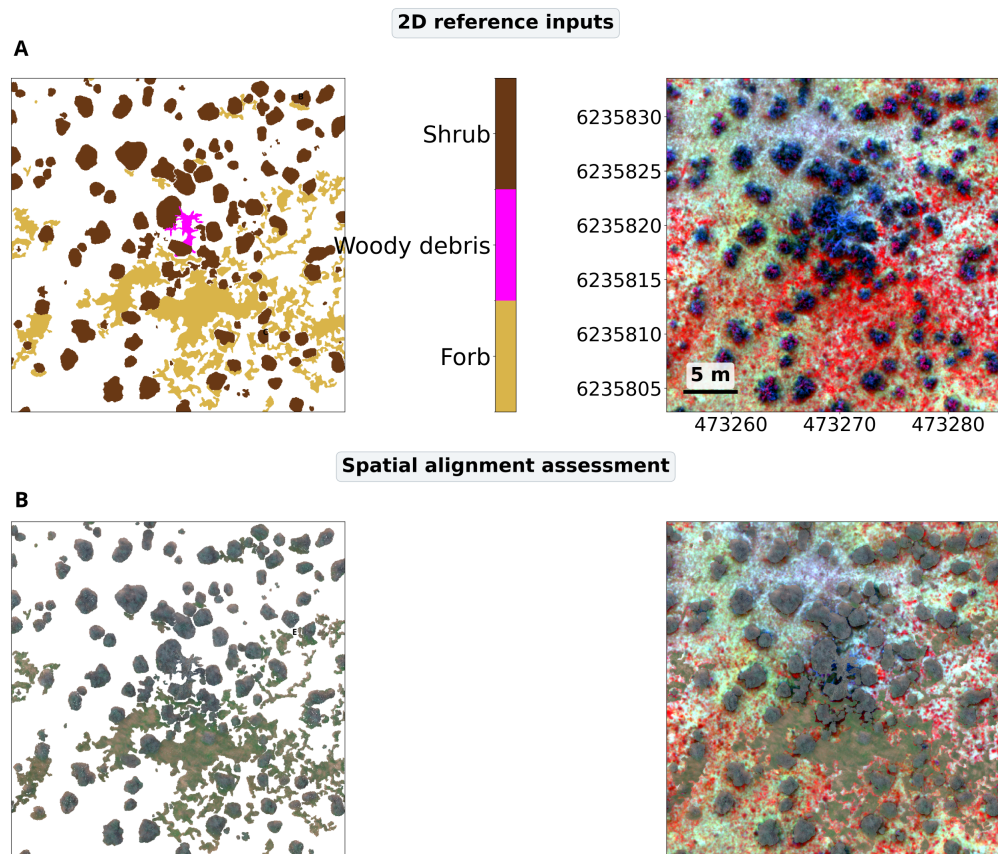 2D reference inputs
A
Shrub
Woody debris
Forb
6235830
6235825
6235820
6235815
6235810
6235805
5 m
473260
473270
473280
Spatial alignment assessment
B
E